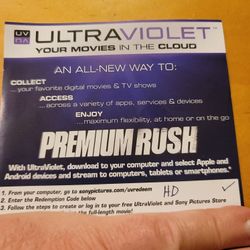 UV
ULTRAVIOLET™
YOUR MOVIES IN THE CLOUD
AN ALL-NEW WAY TO:
COLLECT
...your favorite digital movies & TV shows
ACCESS
...across a variety of apps, services & devices
ENJOY
...maximum flexibility, at home or on the go
PREMIUM RUSH
With UltraViolet, download to your computer and select Apple and
Android devices and stream to computers, tablets or smartphones.*
1. From your computer, go to sonypictures.com/uvredeem
HD
2. Enter the Redemption Code below
3. Follow the steps to create or log in to your free UltraViolet and Sony Pictures Store
the full-length movie!